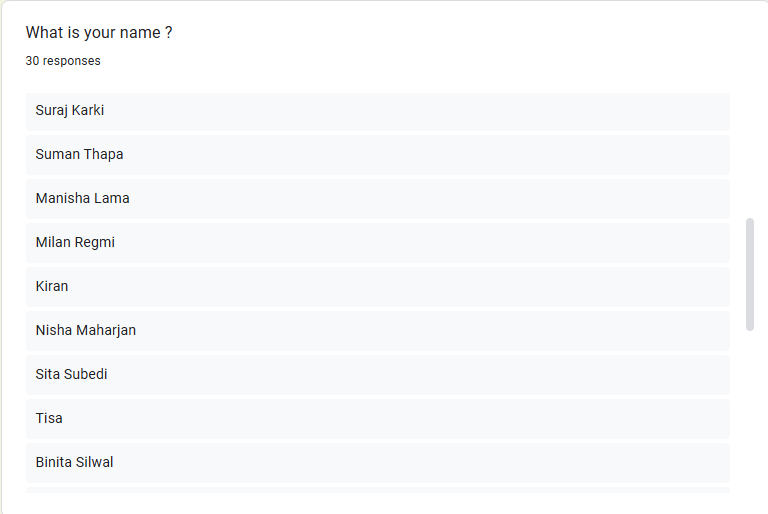 What is your name ?
30 responses
Suraj Karki
Suman Thapa
Manisha Lama
Milan Regmi
Kiran
Nisha Maharjan
Sita Subedi
Tisa
Binita Silwal